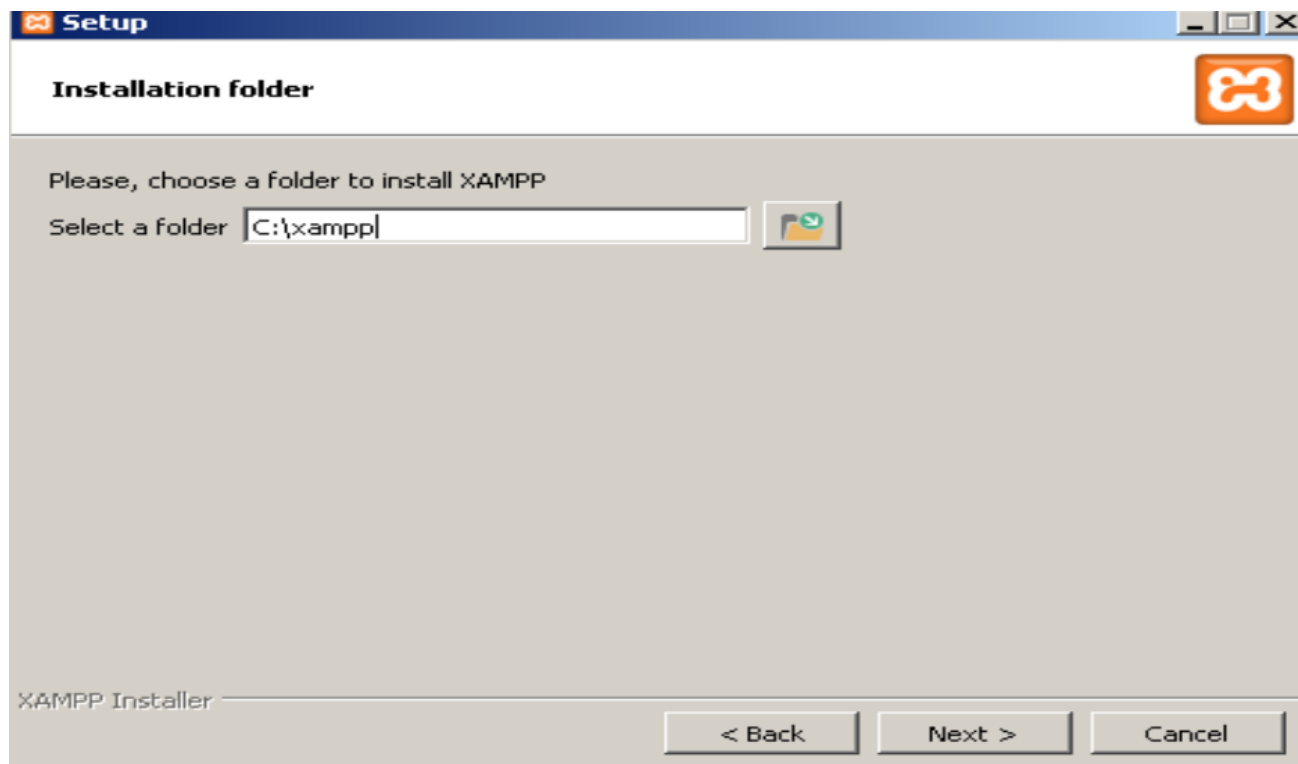 Setup
Installation folder
Please, choose a folder to install XAMPP
Select a folder C:\xampp
XAMPP Installer
< Back Next > Cancel